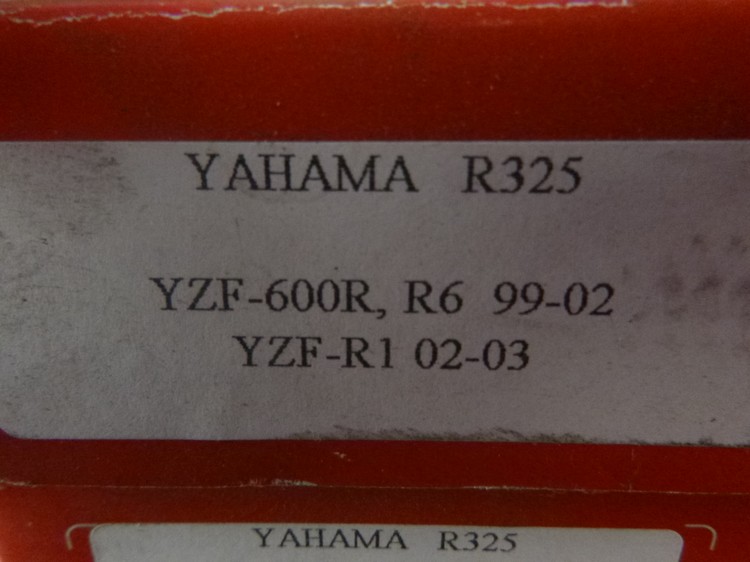 YAHAMA R325
YZF-600R, R6 99-02
YZF-R1 02-03
YAHAMA R325